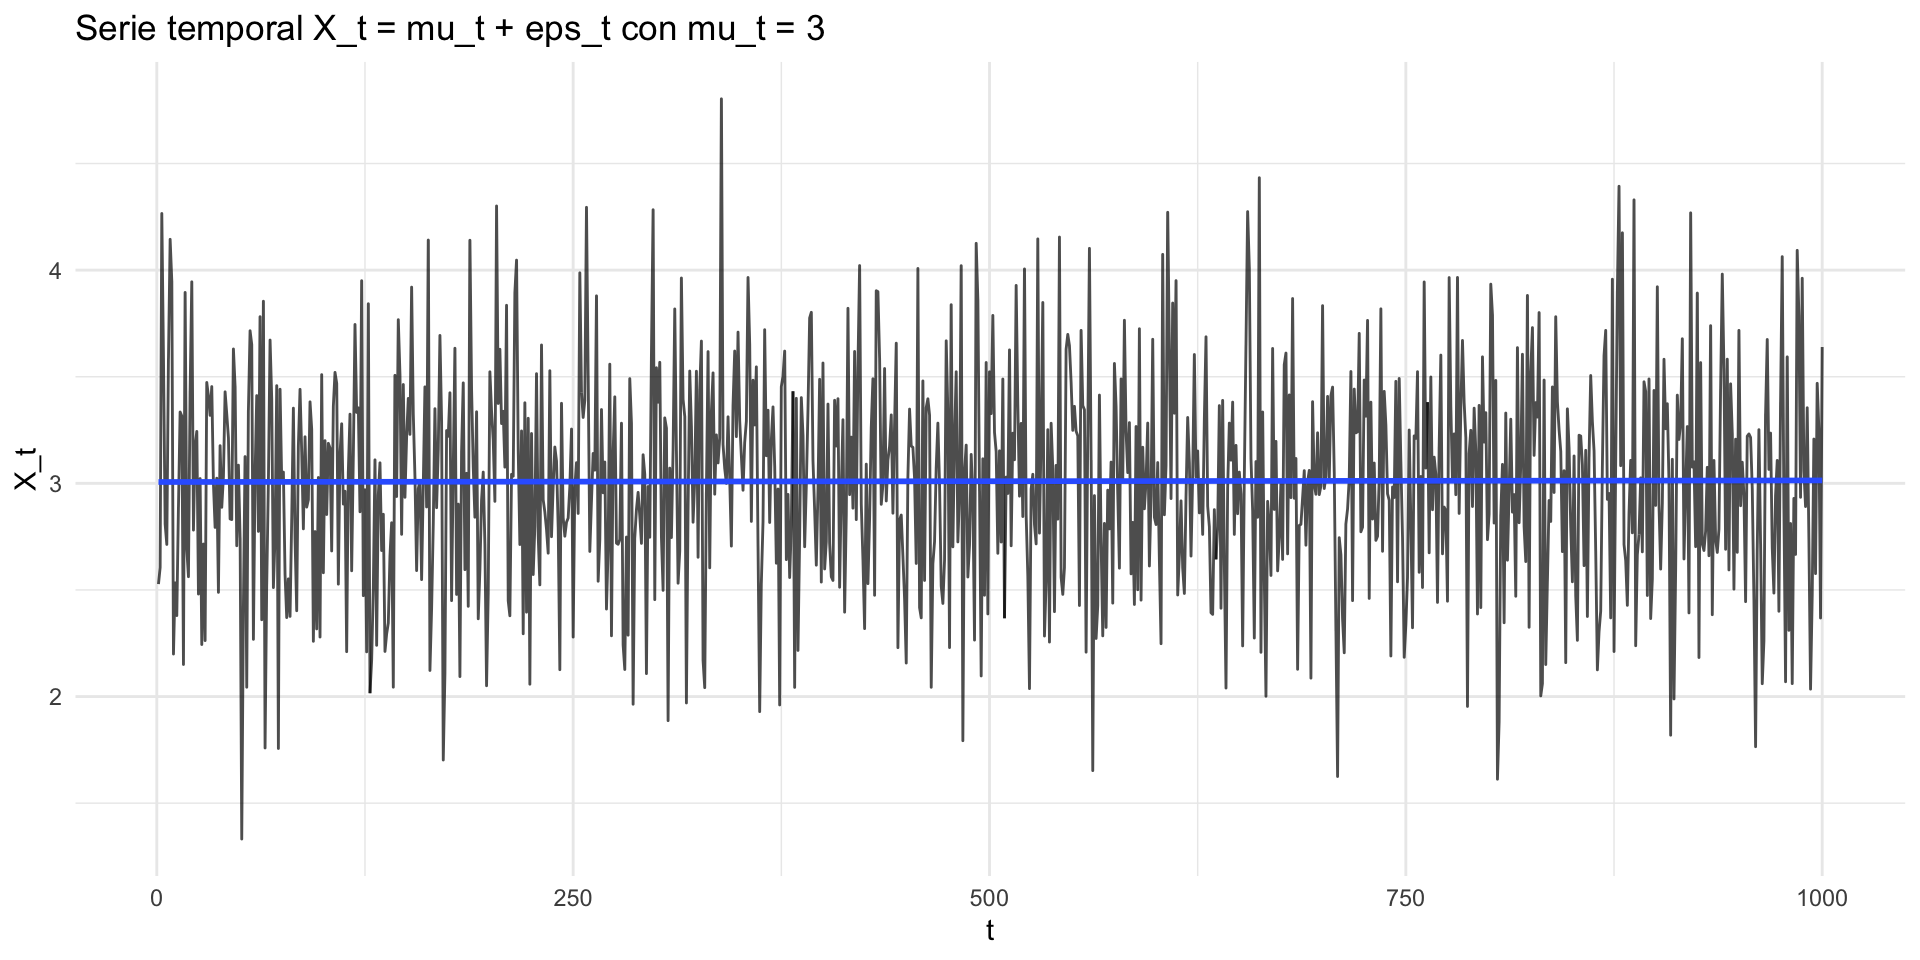 Serie temporal X_t = mu_t + eps_t con mu_t = 3
X_t
4
3
2
0 250 500 750 1000
t